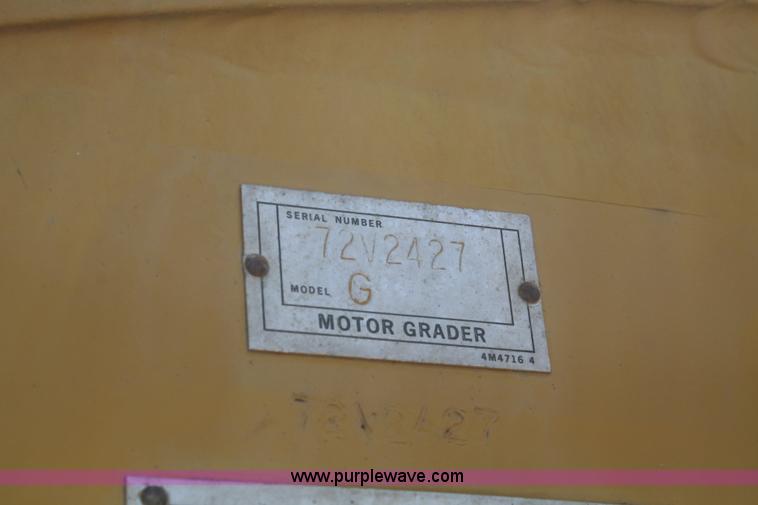 SERIAL NUMBER
72V2427
MODEL G
MOTOR GRADER
4M4716 4
72V2427
www.purplewave.com